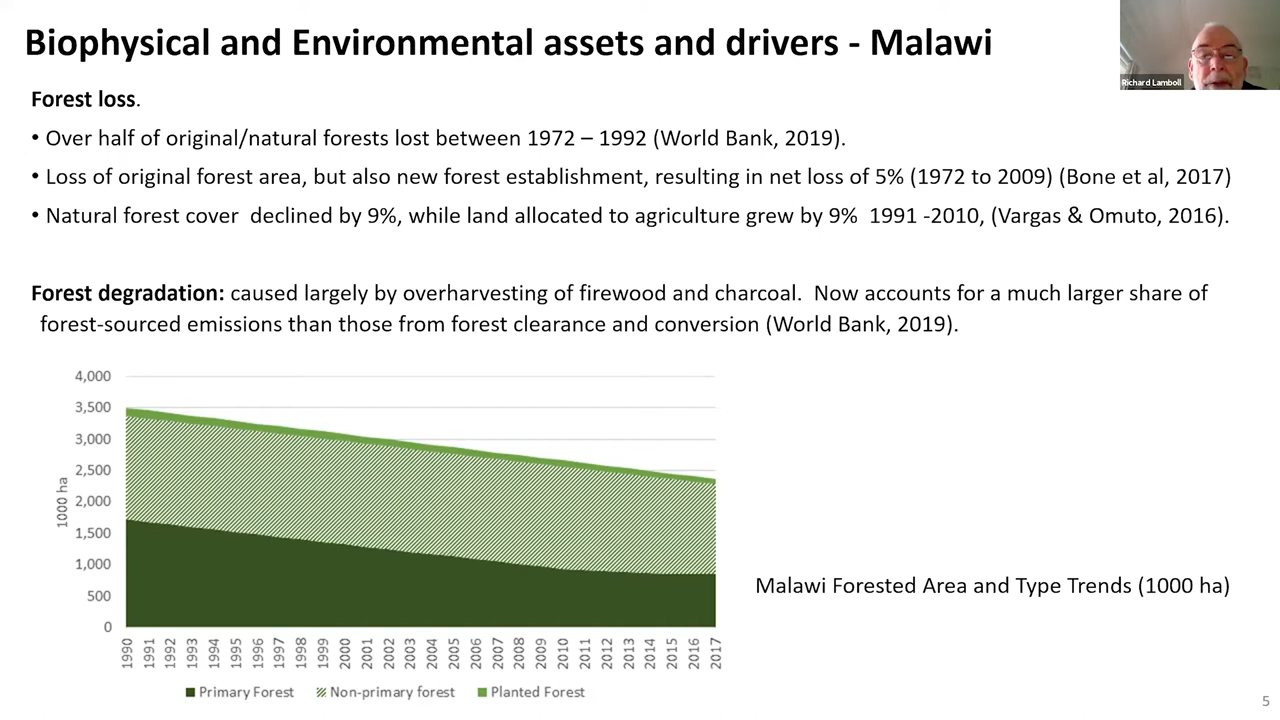 Biophysical and Environmental assets and drivers - Malawi
Richard Lamboll
Forest loss.
• Over half of original/natural forests lost between 1972 – 1992 (World Bank, 2019).
• Loss of original forest area, but also new forest establishment, resulting in net loss of 5% (1972 to 2009) (Bone et al, 2017)
• Natural forest cover declined by 9%, while land allocated to agriculture grew by 9% 1991 -2010, (Vargas & Omuto, 2016).
Forest degradation: caused largely by overharvesting of firewood and charcoal. Now accounts for a much larger share of
forest-sourced emissions than those from forest clearance and conversion (World Bank, 2019).
4,000
3,500
3,000
2,500
2,000
1,500
1,000
500
0
1000 ha
1990 1991 1992 1993 1994 1995 1996 1997 1998 1999 2000 2001 2002 2003 2004 2005 2006 2007 2008 2009 2010 2011 2012 2013 2014 2015 2016 2017
Primary Forest Non-primary forest Planted Forest
Malawi Forested Area and Type Trends (1000 ha)
5